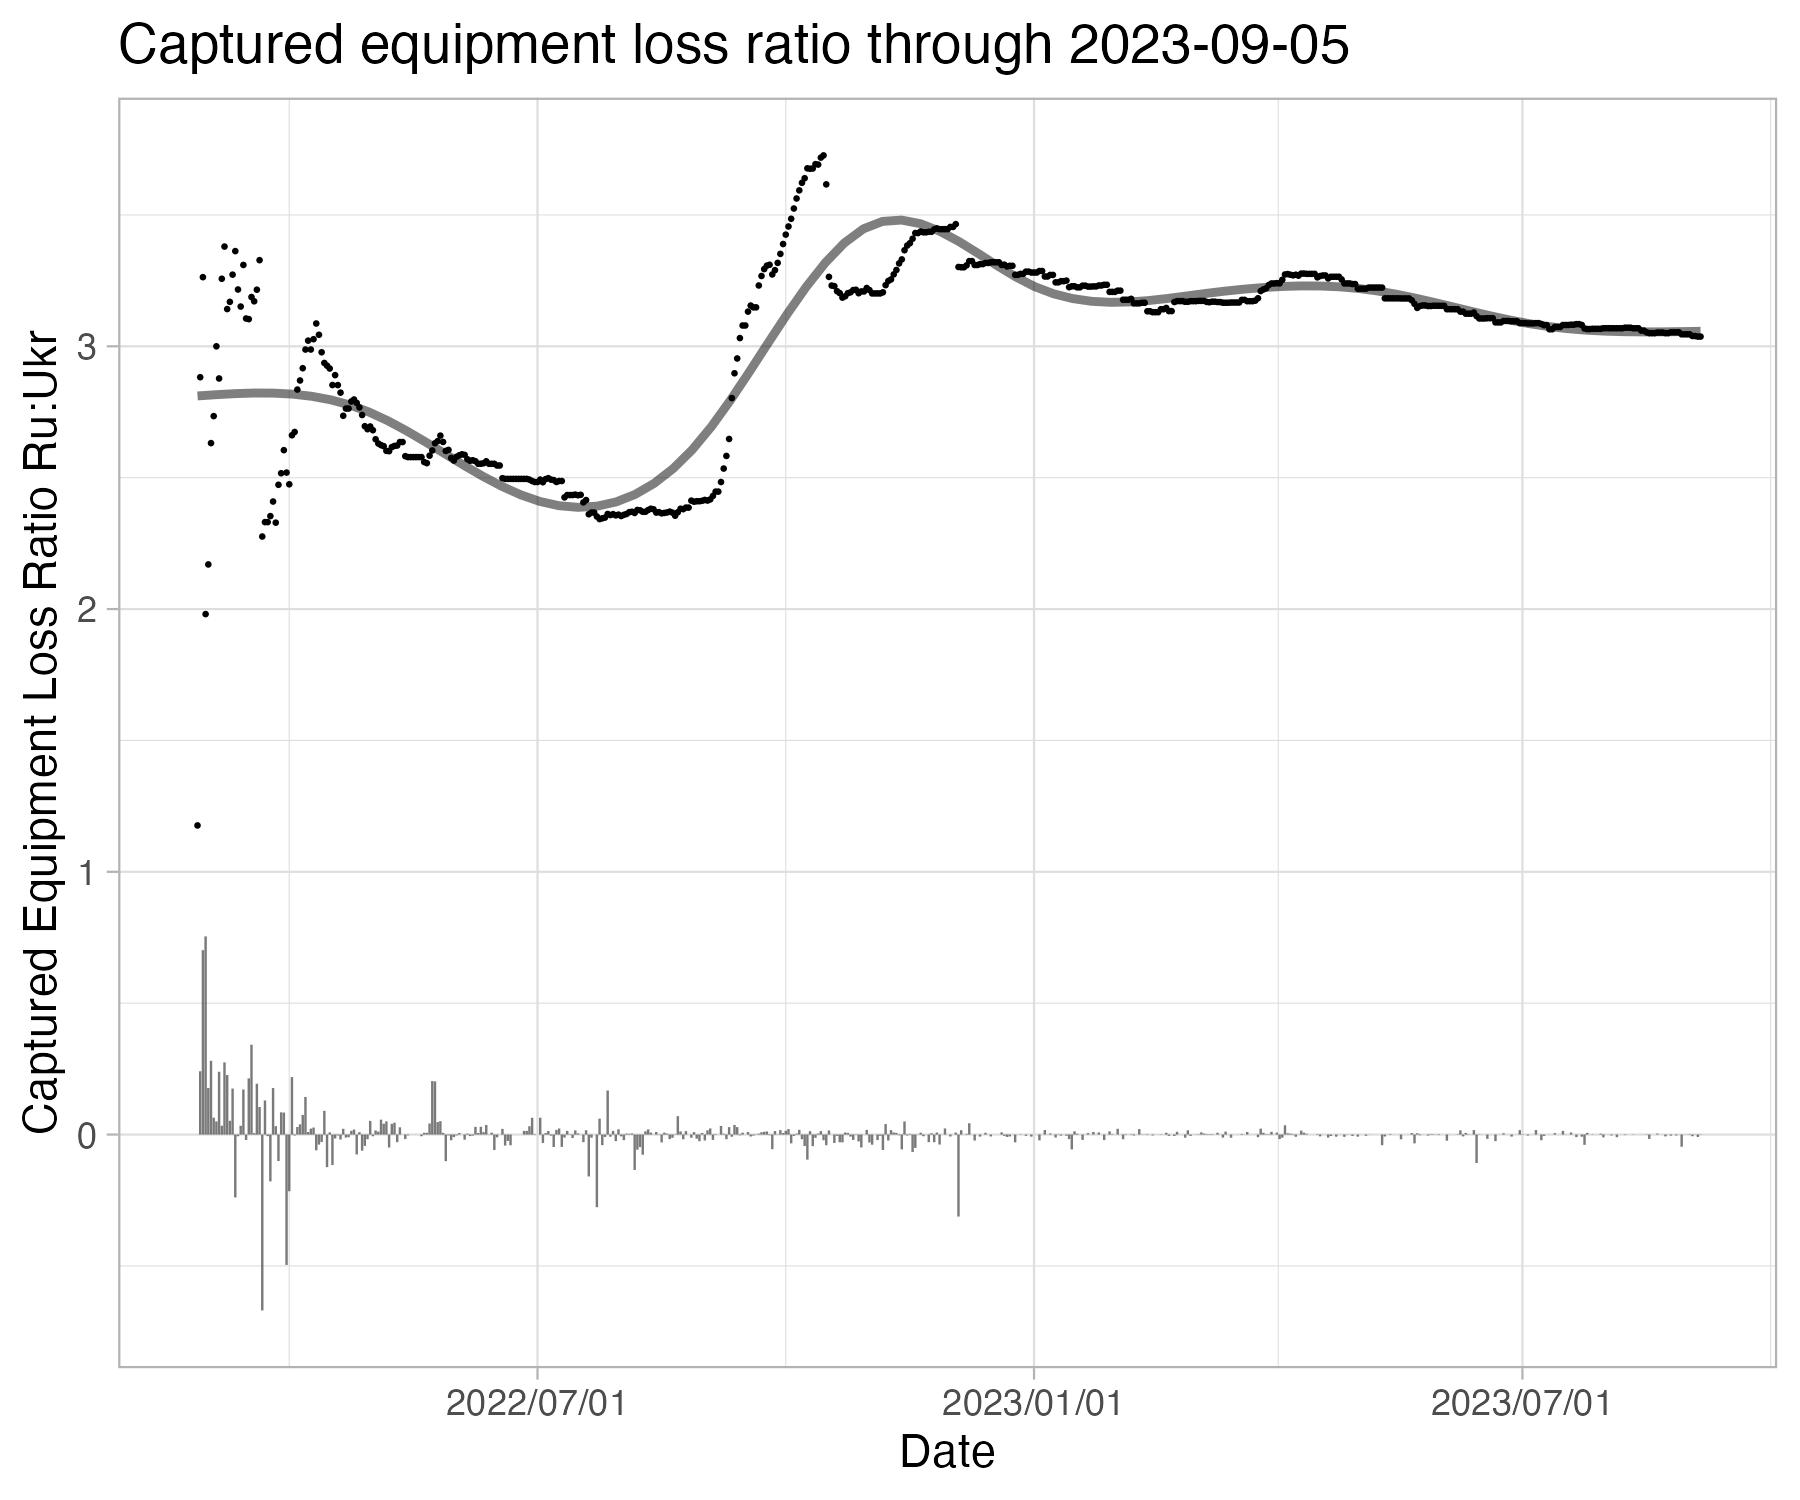 Captured equipment loss ratio through 2023-09-05
Captured Equipment Loss Ratio Ru:Ukr
3
2
1
0
2022/07/01
2023/01/01
2023/07/01
Date